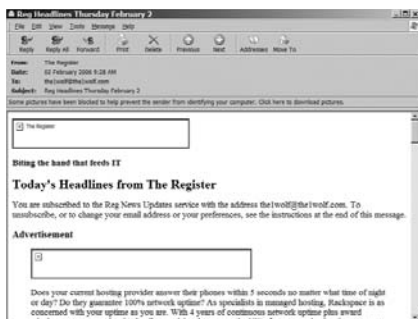 Reg Headlines Thursday February 2
File Edit View Tools Message Help
Reply Reply All Forward Print Delete Previous Next Addresses Move To
From: The Register
Date: 02 February 2006 9:28 AM
To: the1wolf@the1wolf.com
Subject: Reg Headlines Thursday February 2
Some pictures have been blocked to help prevent the sender from identifying your computer. Click here to download pictures.
The Register
Biting the hand that feeds IT
Today's Headlines from The Register
You are subscribed to the Reg News Updates service with the address the1wolf@the1wolf.com. To
unsubscribe, or to change your email address or your preferences, see the instructions at the end of this message.
Advertisement
Does your current hosting provider answer their phones within 5 seconds no matter what time of night
or day? Do they guarantee 100% network uptime? As specialists in managed hosting, Rackspace is as
concerned with your uptime as you are. With 4 years of continuous network uptime plus award